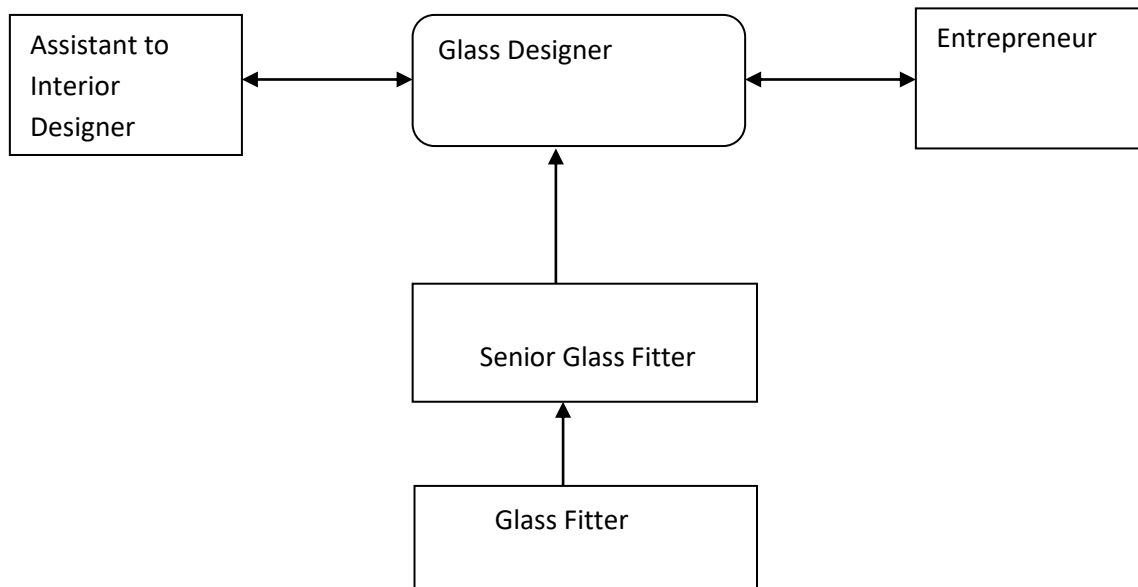 Assistant to
Interior
Designer
Glass Designer
Entrepreneur
Senior Glass Fitter
Glass Fitter